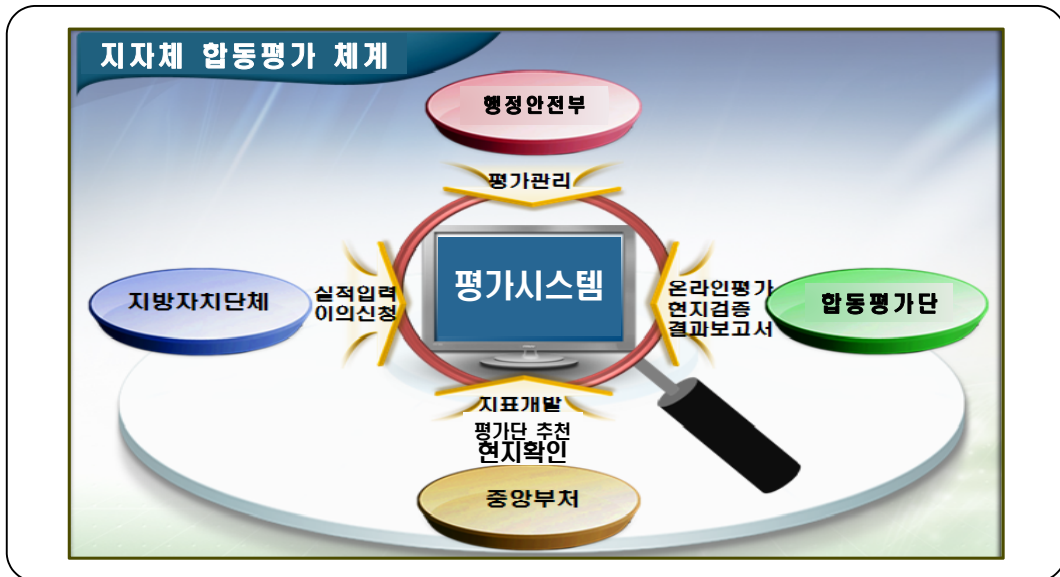 지자체 합동평가 체계
행정안전부
평가관리
평가시스템
지방자치단체
실적입력
이의신청
온라인평가
현지검증
결과보고서
합동평가단
지표개발
평가단 추천
현지확인
중앙부처